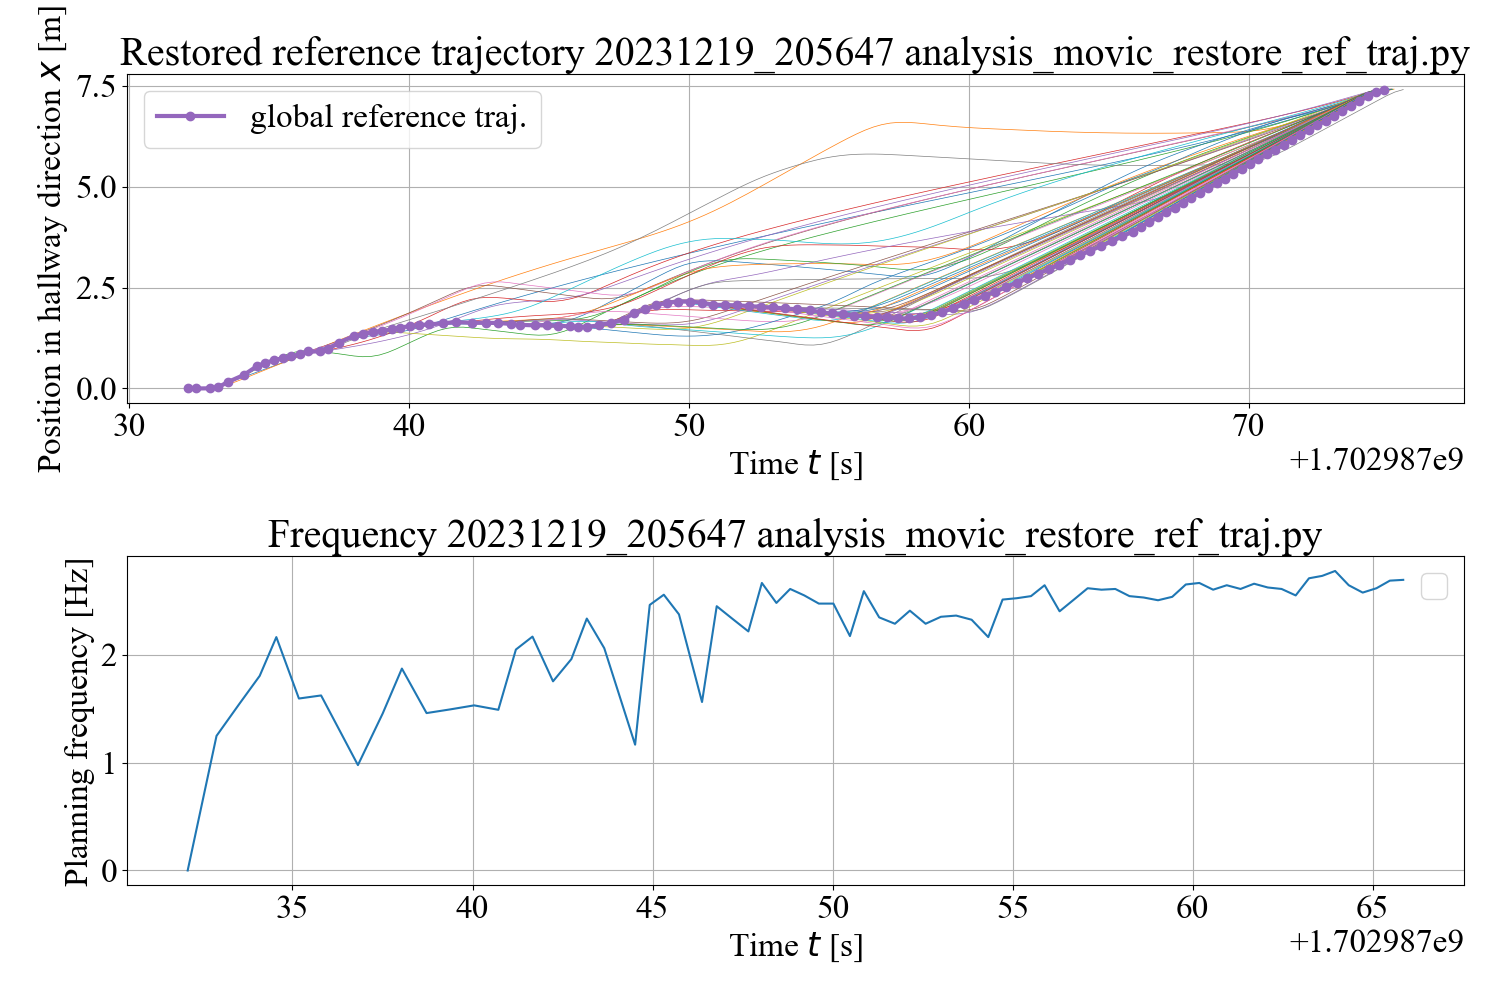 Restored reference trajectory 20231219_205647 analysis_movic_restore_ref_traj.py
Position in hallway direction x [m]
7.5
5.0
2.5
0.0
global reference traj.
30 40 50 60 70
Time t [s]
+1.702987e9
Frequency 20231219_205647 analysis_movic_restore_ref_traj.py
Planning frequency [Hz]
2
1
0
35 40 45 50 55 60 65
Time t [s]
+1.702987e9